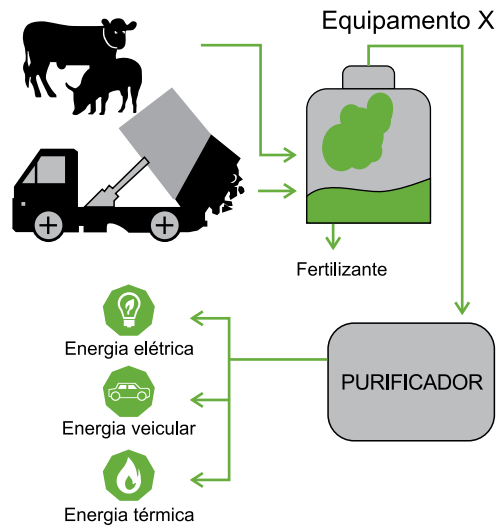 Equipamento X
Fertilizante
Energia elétrica
PURIFICADOR
Energia veicular
Energia térmica